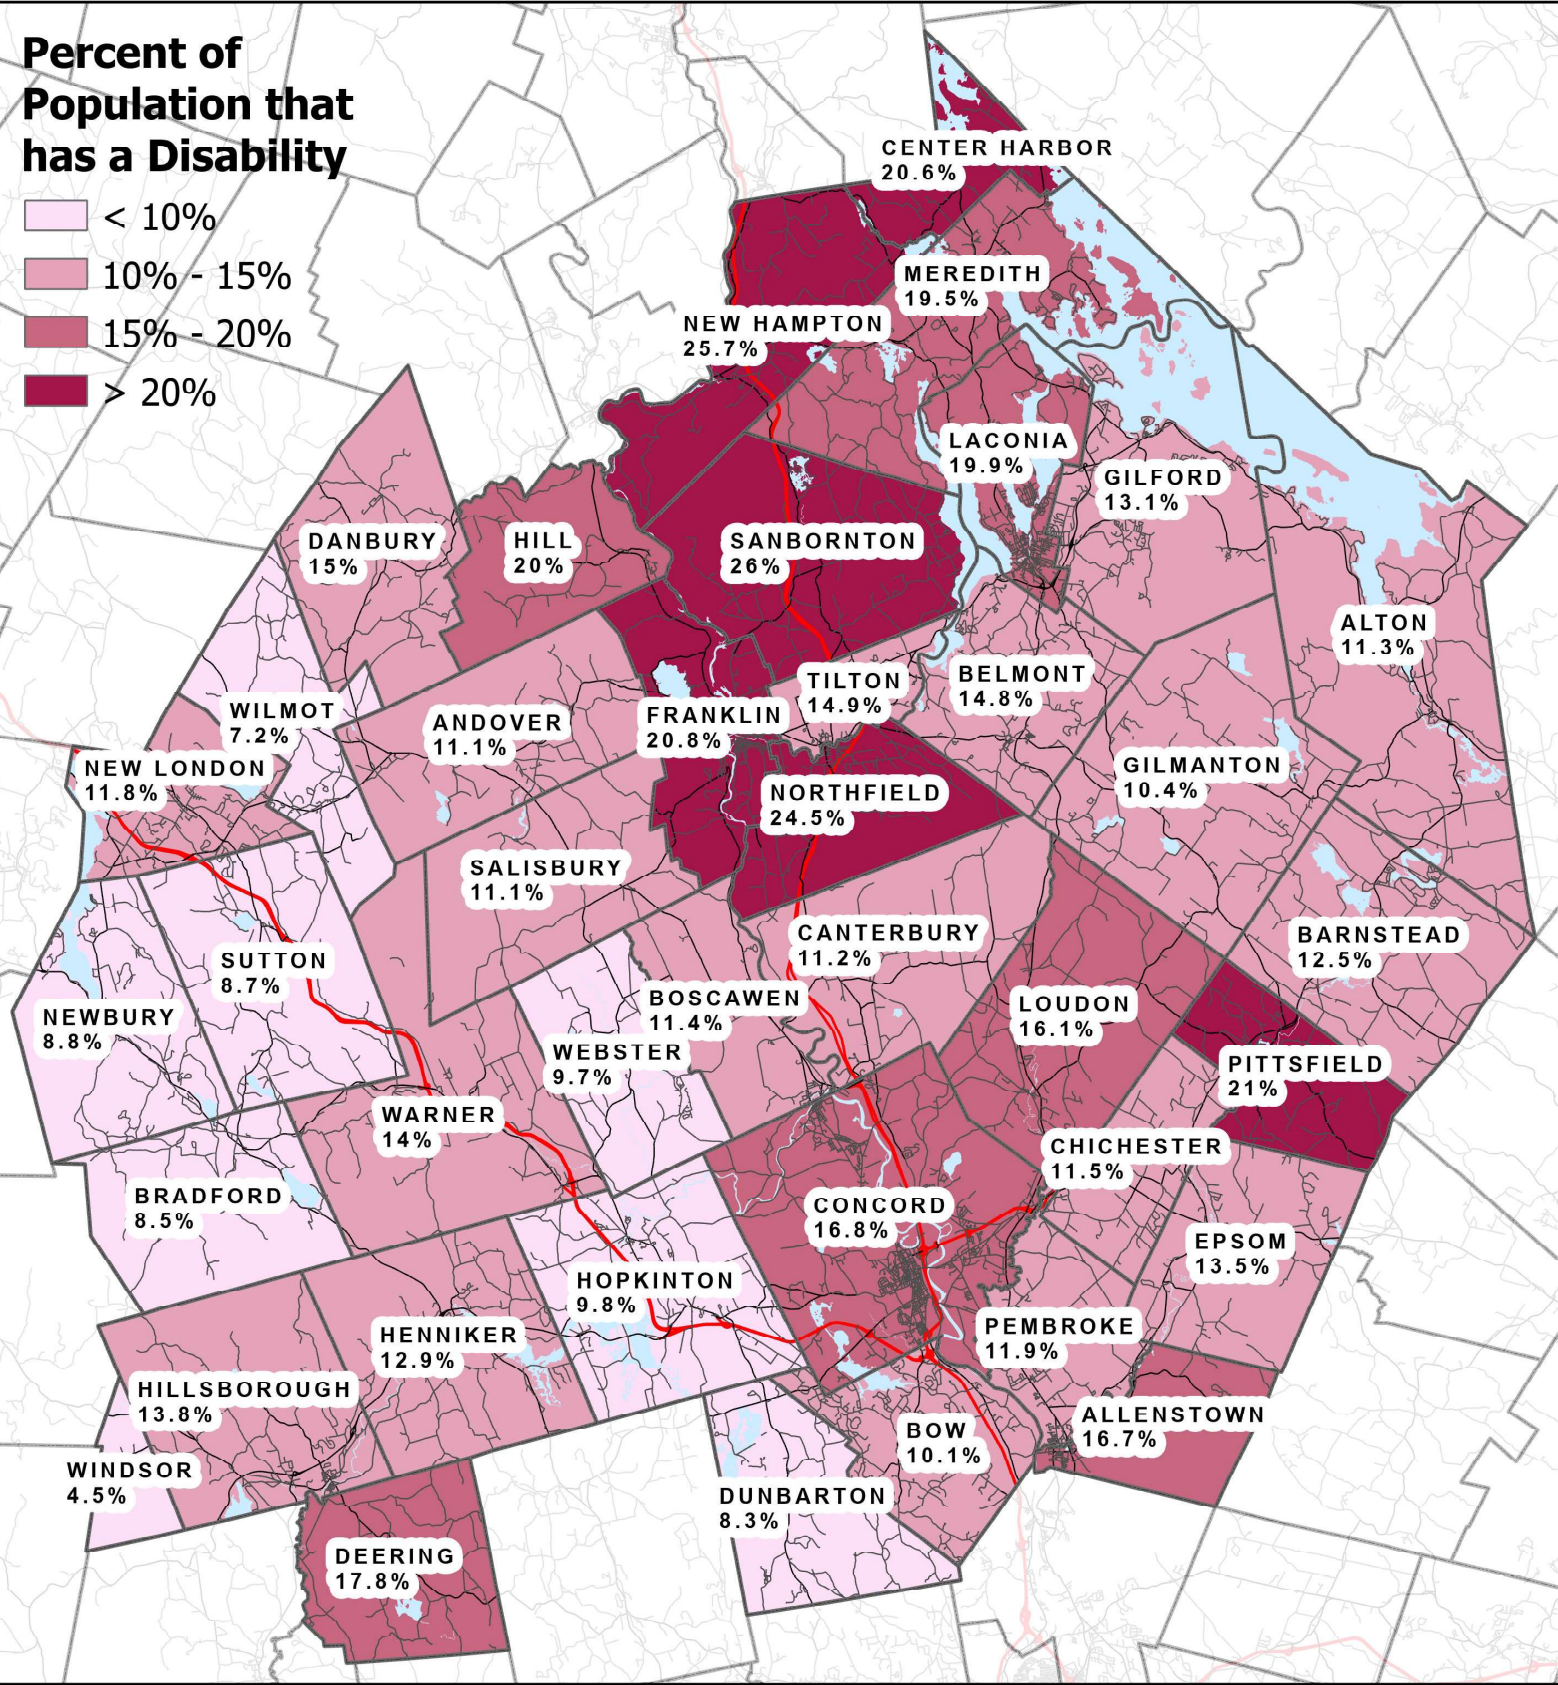 Percent of
Population that
has a Disability
< 10%
10% - 15%
15% - 20%
> 20%
CENTER HARBOR
20.6%
MEREDITH
19.5%
NEW HAMPTON
25.7%
LACONIA
19.9%
GILFORD
13.1%
DANBURY
15%
HILL
20%
SANBORNTON
26%
ALTON
11.3%
TILTON
14.9%
BELMONT
14.8%
WILMOT
7.2%
ANDOVER
11.1%
FRANKLIN
20.8%
NEW LONDON
11.8%
GILMANTON
10.4%
NORTHFIELD
24.5%
SALISBURY
11.1%
CANTERBURY
11.2%
BARNSTEAD
12.5%
SUTTON
8.7%
BOSCAWEN
11.4%
LOUDON
16.1%
NEWBURY
8.8%
WEBSTER
9.7%
PITTSFIELD
21%
WARNER
14%
CHICHESTER
11.5%
BRADFORD
8.5%
CONCORD
16.8%
EPSOM
13.5%
HOPKINTON
9.8%
HENNIKER
12.9%
PEMBROKE
11.9%
HILLSBOROUGH
13.8%
ALLENSTOWN
16.7%
BOW
10.1%
WINDSOR
4.5%
DUNBARTON
8.3%
DEERING
17.8%